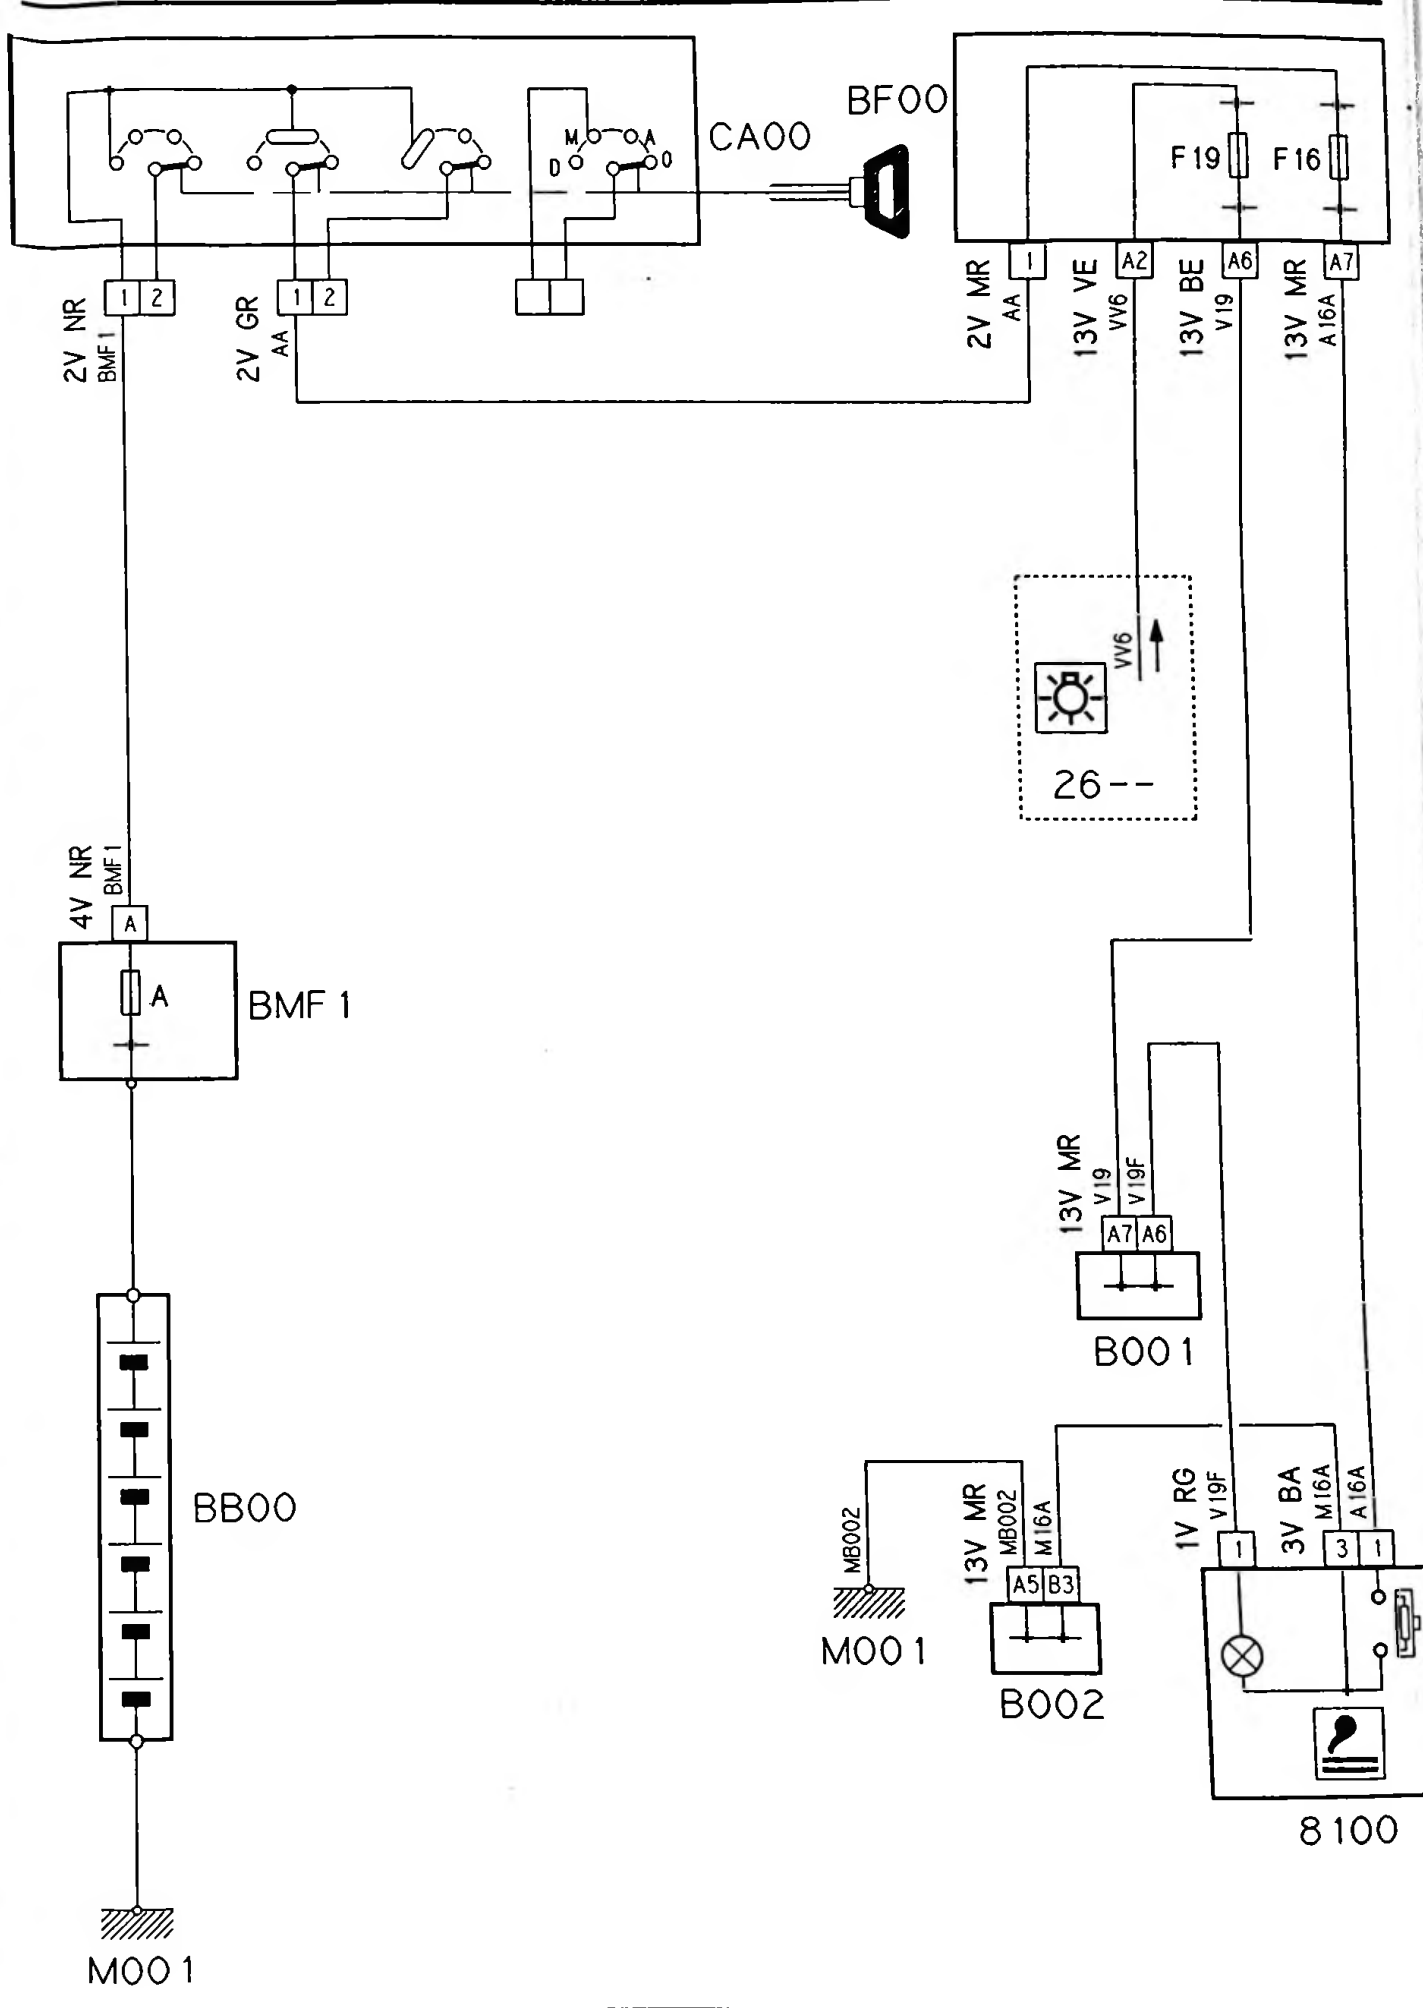 BF00
CA00
M
A
D
O
F19
F16
1
2
1
2
1
A2
A6
A7
2V NR
BMF1
2V GR
AA
2V MR
AA
13V VE
VV6
13V BE
V19
13V MR
A16A
VV6
26--
4V NR
BMF1
A
A
BMF1
13V MR
V19
V19F
A7
A6
B001
BB00
MB002
13V MR
MB002
M16A
1V RG
V19F
3V BA
M16A
A16A
A5
B3
1
3
1
M001
B002
8100
M001